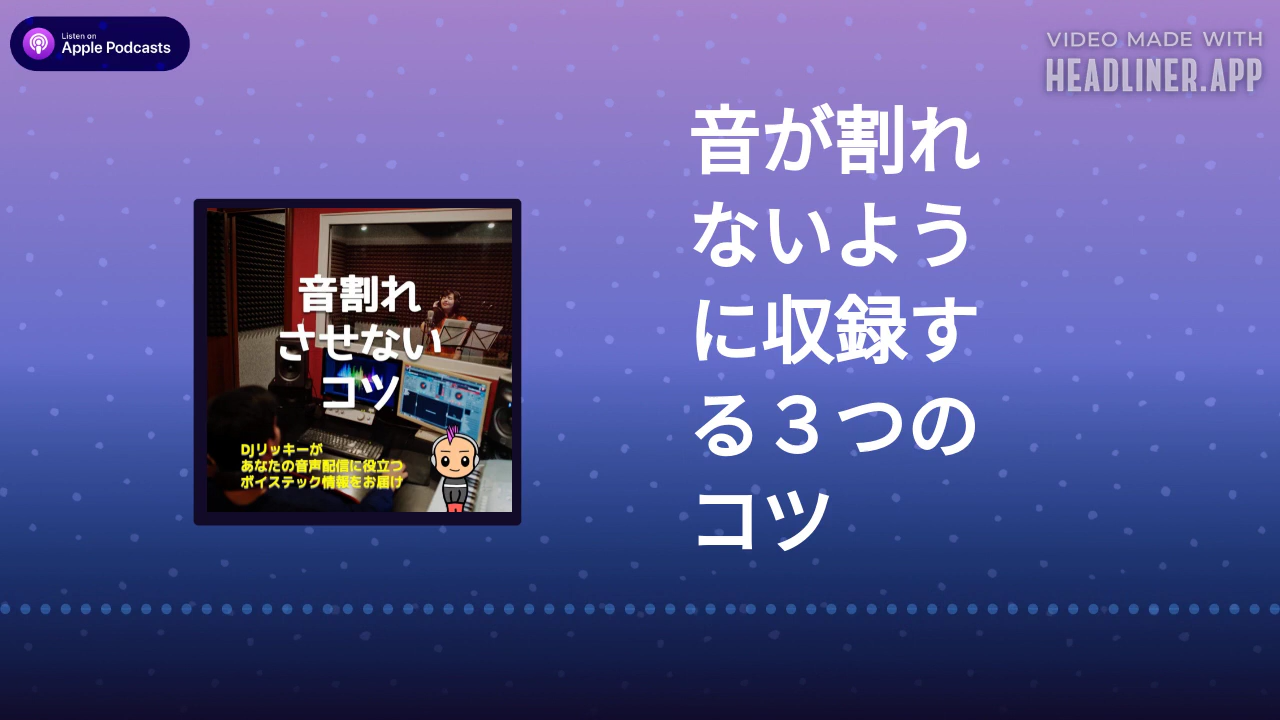 Listen on
Apple Podcasts
VIDEO MADE WITH
HEADLINER.APP
音が割れ
ないよう
に収録す
る３つの
コツ
音割れ
させない
コツ
DJリッキーが
あなたの音声配信に役立つ
ボイステック情報をお届け